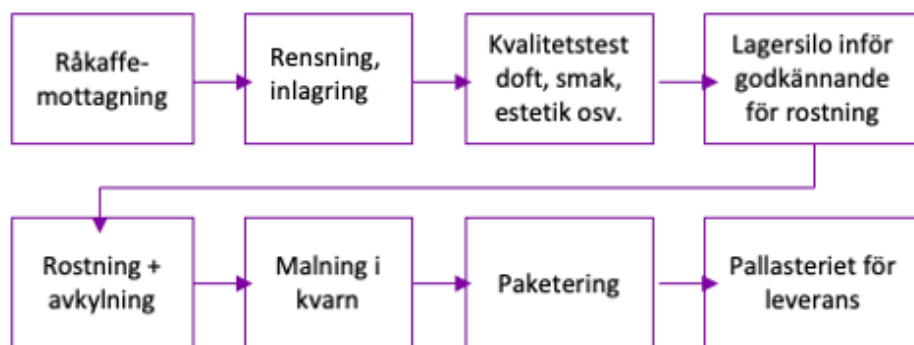 Råkaffe-
mottagning
Rensning,
inlagring
Kvalitetstest
doft, smak,
estetik osv.
Lagersilo inför
godkännande
för rostning
Rostning +
avkylning
Malning i
kvarn
Paketering
Pallasteriet för
leverans